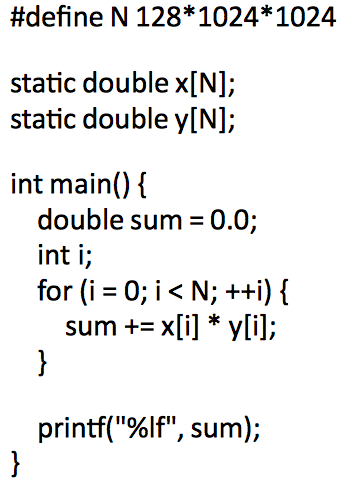 #define N 128*1024*1024
static double x[N];
static double y[N];
int main() {
double sum = 0.0;
int i;
for (i = 0; i < N; ++i) {
sum += x[i] * y[i];
}
printf("%lf", sum);
}